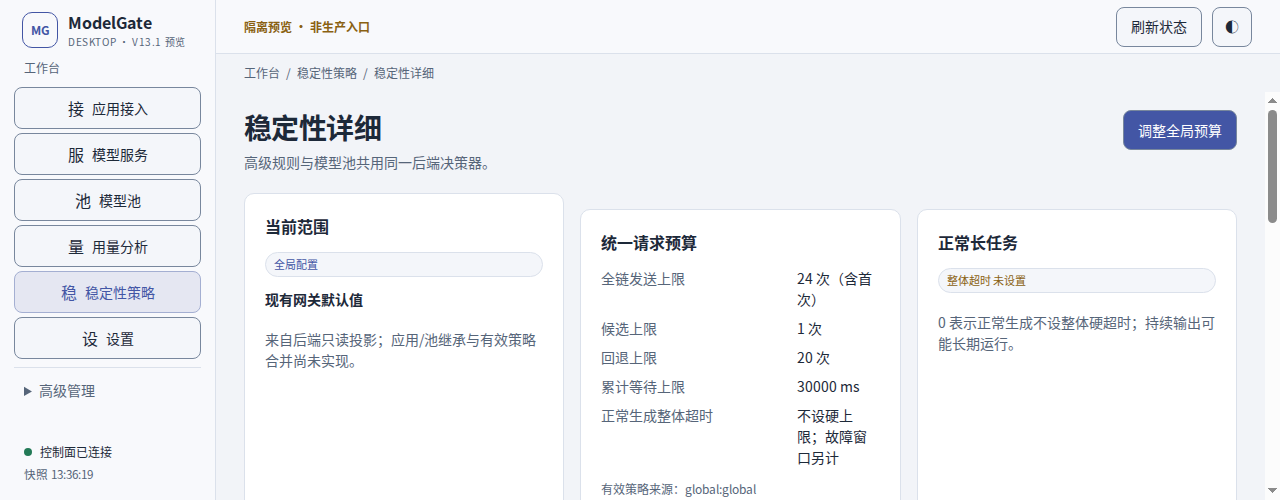 MG
ModelGate
DESKTOP · V13.1 预览
工作台
接 应用接入
服 模型服务
池 模型池
量 用量分析
稳 稳定性策略
设 设置
▶ 高级管理
控制面已连接
快照 13:36:19
隔离预览 · 非生产入口
刷新状态
工作台 / 稳定性策略 / 稳定性详细
稳定性详细
高级规则与模型池共用同一后端决策器。
调整全局预算
当前范围
全局配置
现有网关默认值
来自后端只读投影；应用/池继承与有效策略
合并尚未实现。
统一请求预算
全链发送上限 24 次（含首
次）
候选上限 1 次
回退上限 20 次
累计等待上限 30000 ms
正常生成整体超时 不设硬上
限；故障窗
口另计
有效策略来源：global:global
正常长任务
整体超时 未设置
0 表示正常生成不设整体硬超时；持续输出可
能长期运行。